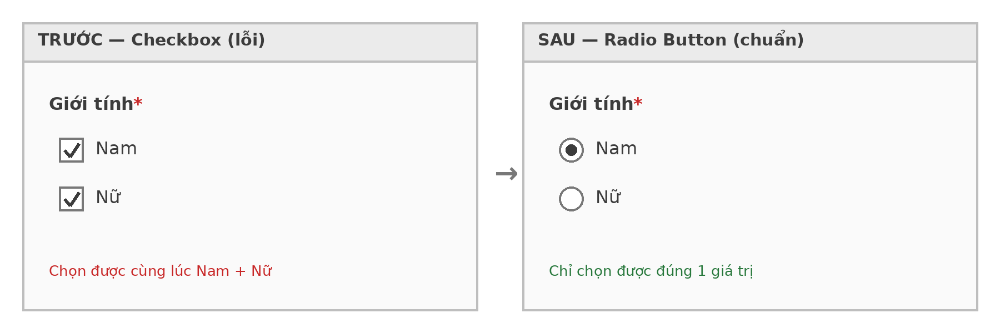 TRƯỚC — Checkbox (lỗi)
Giới tính*
Nam
Nữ
Chọn được cùng lúc Nam + Nữ
→
SAU — Radio Button (chuẩn)
Giới tính*
Nam
Nữ
Chỉ chọn được đúng 1 giá trị